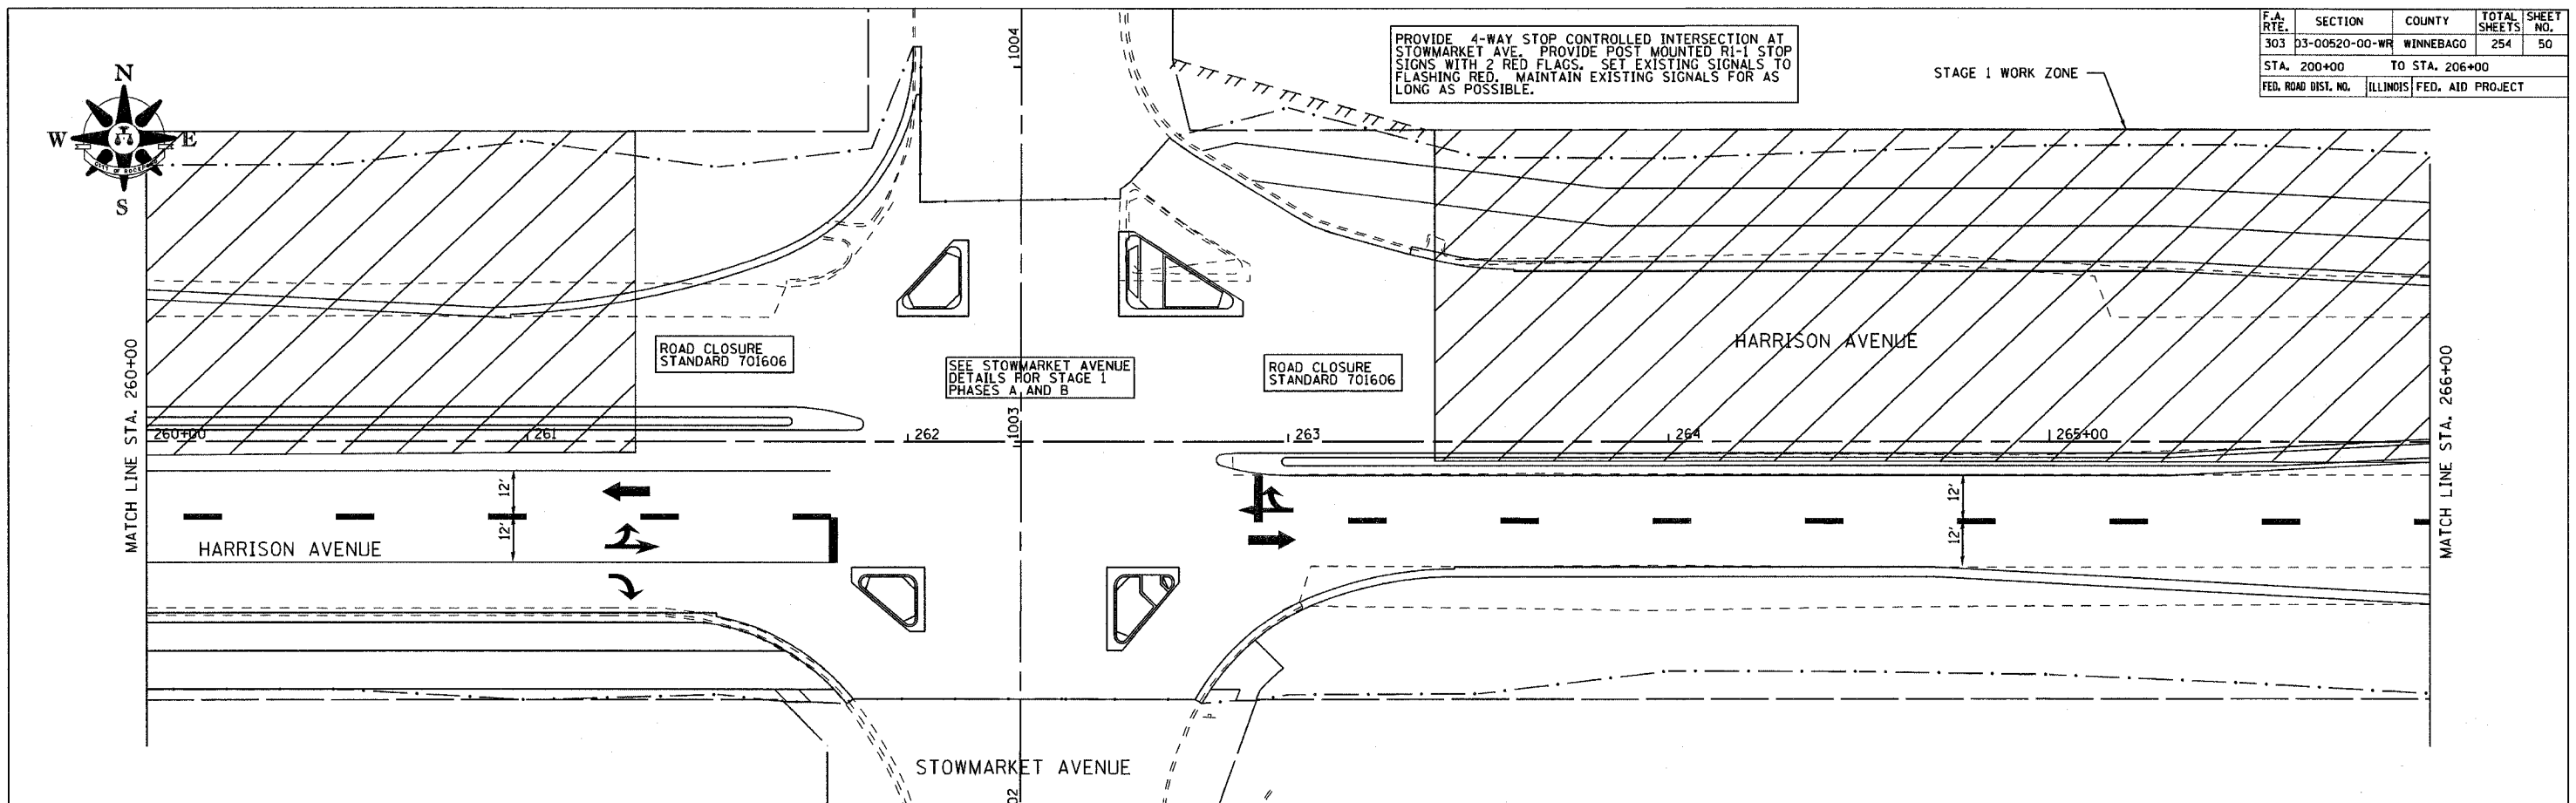 F.A. RTE. SECTION COUNTY TOTAL SHEETS SHEET NO.
303 03-00520-00-WR WINNEBAGO 254 50
STA. 200+00 TO STA. 206+00
FED. ROAD DIST. NO. ILLINOIS FED. AID PROJECT
PROVIDE 4-WAY STOP CONTROLLED INTERSECTION AT
STOWMARKET AVE. PROVIDE POST MOUNTED R1-1 STOP
SIGNS WITH 2 RED FLAGS. SET EXISTING SIGNALS TO
FLASHING RED. MAINTAIN EXISTING SIGNALS FOR AS
LONG AS POSSIBLE.
STAGE 1 WORK ZONE
1004
N
W
E
S
CITY OF ROCKFORD
ROAD CLOSURE
STANDARD 701606
SEE STOWMARKET AVENUE
DETAILS FOR STAGE 1
PHASES A AND B
ROAD CLOSURE
STANDARD 701606
HARRISON AVENUE
MATCH LINE STA. 260+00
MATCH LINE STA. 266+00
260+00
261
262
1003
263
264
265+00
12'
12'
12'
12'
HARRISON AVENUE
STOWMARKET AVENUE
02